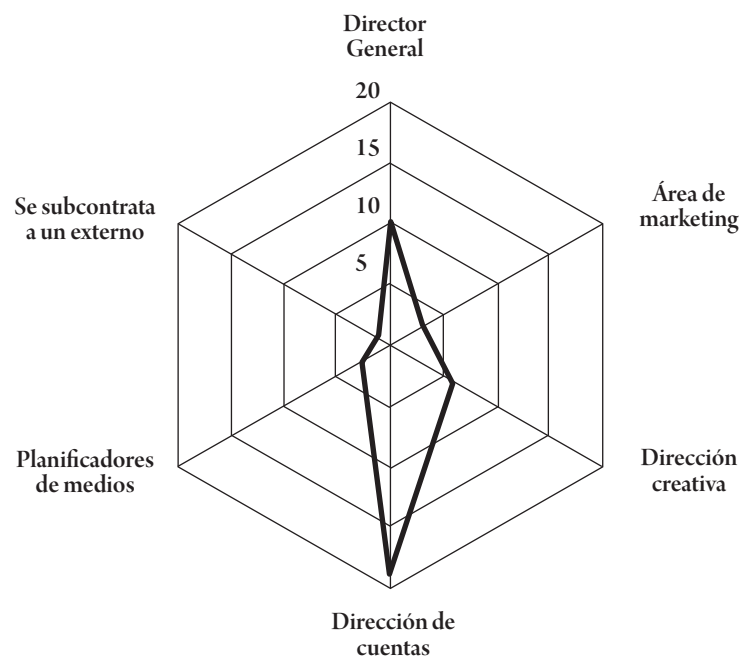 Director
General
20
15
10
5
Área de
marketing
Dirección
creativa
Dirección de
cuentas
Planificadores
de medios
Se subcontrata
a un externo